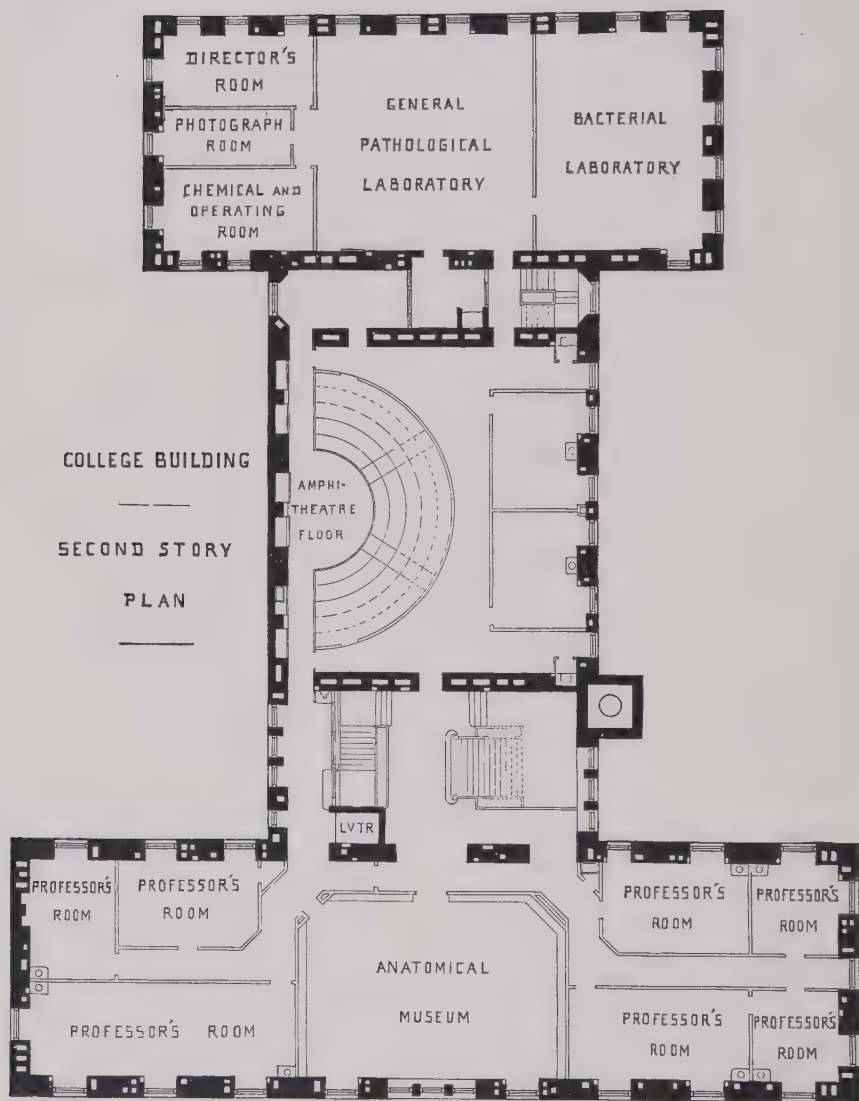 DIRECTOR'S
ROOM
PHOTOGRAPH
ROOM
CHEMICAL AND
OPERATING
ROOM
GENERAL
PATHOLOGICAL
LABORATORY
BACTERIAL
LABORATORY
COLLEGE BUILDING
SECOND STORY
PLAN
AMPHI-
THEATRE
FLOOR
LVTR
PROFESSOR'S
ROOM
PROFESSOR'S
ROOM
PROFESSOR'S ROOM
ANATOMICAL
MUSEUM
PROFESSOR'S
ROOM
PROFESSOR'S
ROOM
PROFESSOR'S
ROOM
PROFESSOR'S
ROOM